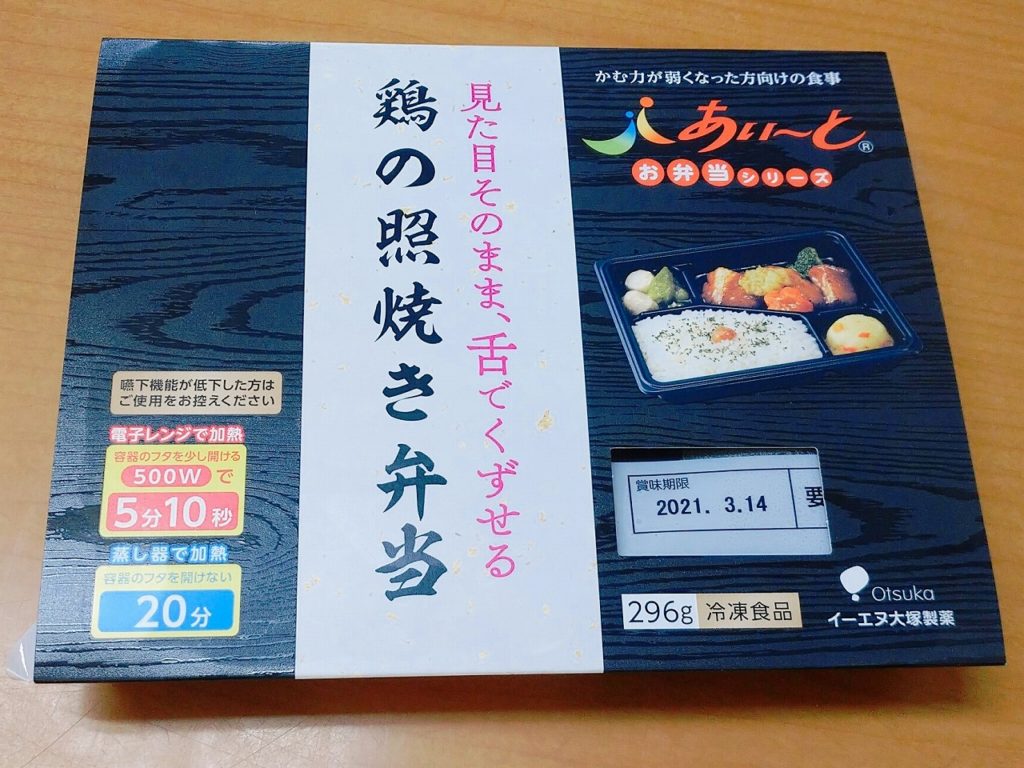 見た目そのまま、舌でくずせる
鶏の照焼き弁当
かむ力が弱くなった方向けの食事
あい〜と®
お弁当シリーズ
嚥下機能が低下した方は
ご使用をお控えください
電子レンジで加熱
容器のフタを少し開ける
500Wで
5分10秒
蒸し器で加熱
容器のフタを開けない
20分
賞味期限
2021. 3.14
要
296g 冷凍食品
Otsuka
イーエヌ大塚製薬